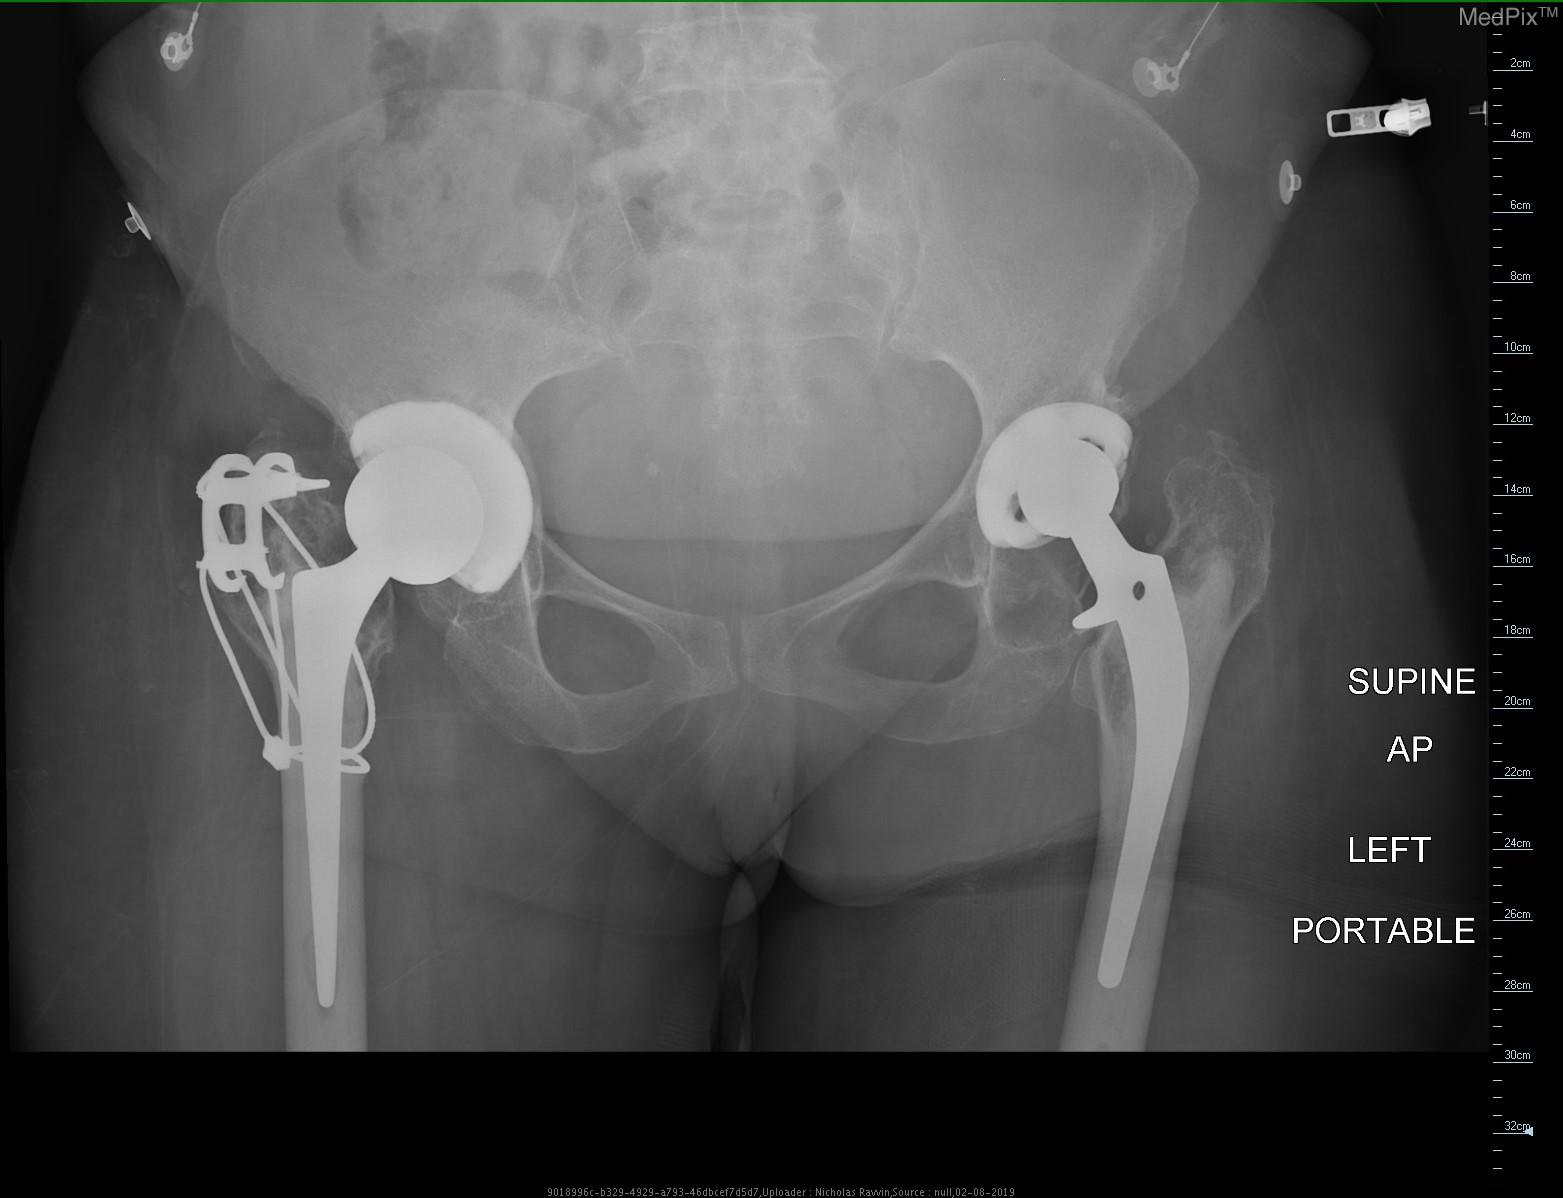 MedPix™
2cm
4cm
6cm
8cm
10cm
12cm
14cm
16cm
18cm
SUPINE
20cm
AP
22cm
24cm
LEFT
26cm
PORTABLE
28cm
30cm
32cm
9018996c-b329-4929-a793-46dbcef7d5d7,Uploader : Nicholas Ravvin,Source : null,02-08-2019